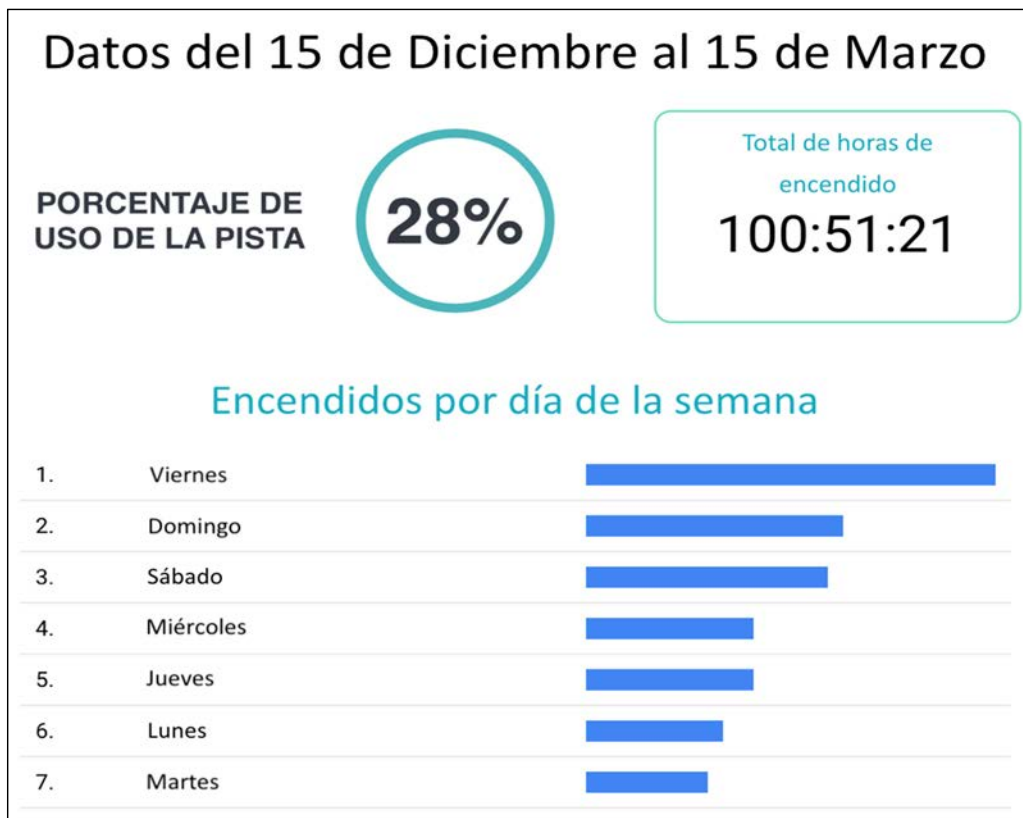 Datos del 15 de Diciembre al 15 de Marzo
PORCENTAJE DE
USO DE LA PISTA
28%
Total de horas de
encendido
100:51:21
Encendidos por día de la semana
1. Viernes
2. Domingo
3. Sábado
4. Miércoles
5. Jueves
6. Lunes
7. Martes